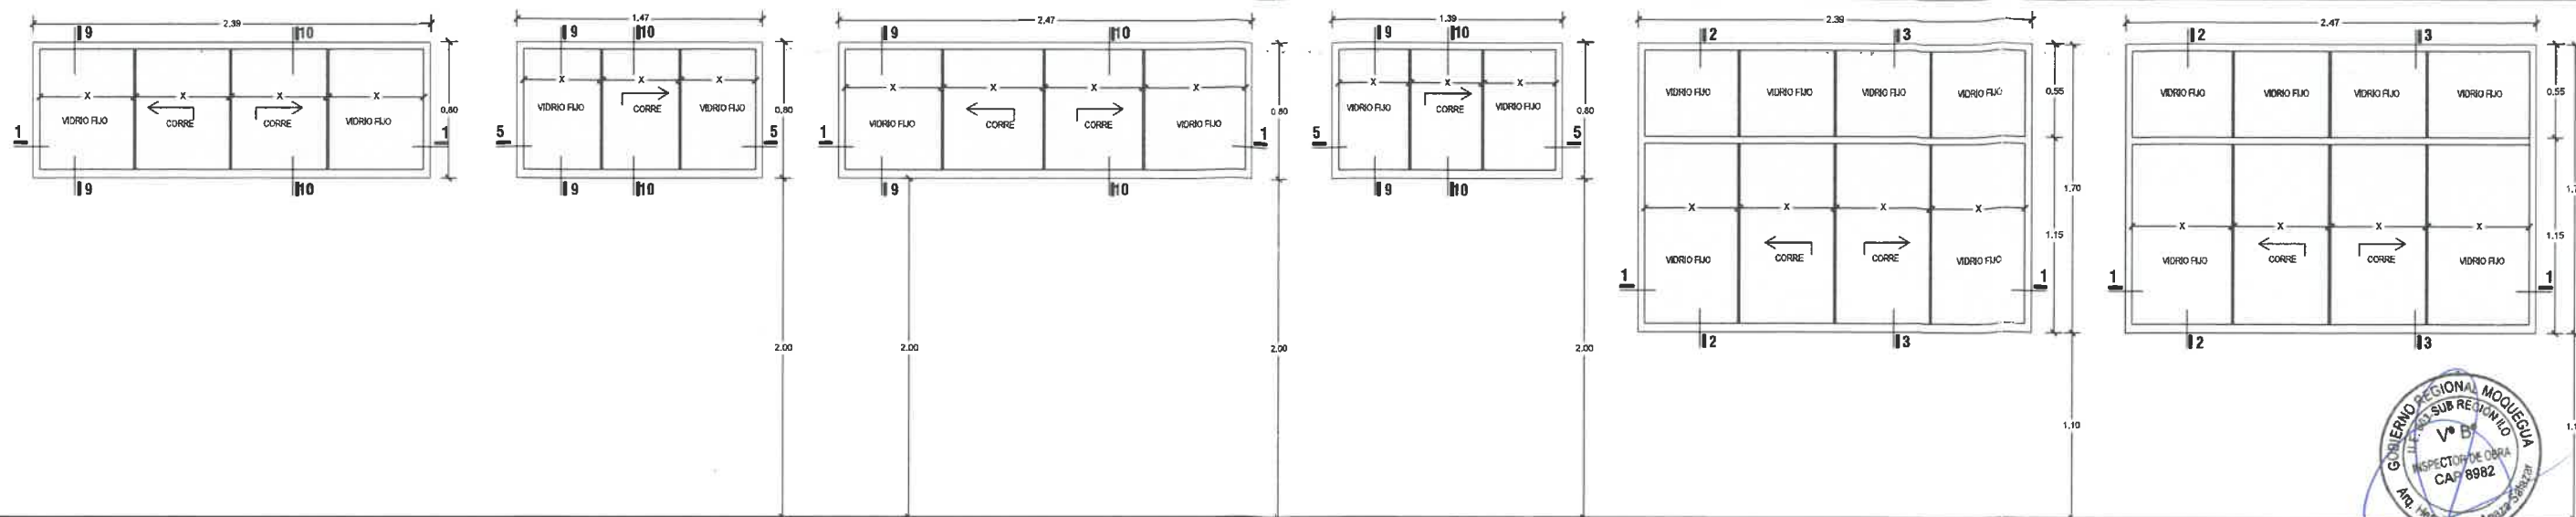 2.39
9 10
X X X X
VIDRIO FIJO CORRE CORRE VIDRIO FIJO
1 1
0.80
9 10
1.47
9 10
X X X
VIDRIO FIJO CORRE VIDRIO FIJO
5 5
0.80
9 10
2.00
2.47
9 10
X X X X
VIDRIO FIJO CORRE CORRE VIDRIO FIJO
1 1
0.80
9 10
2.00
2.00
1.39
9 10
X X X
VIDRIO FIJO CORRE VIDRIO FIJO
5 5
0.80
9 10
2.00
2.39
2 3
VIDRIO FIJO VIDRIO FIJO VIDRIO FIJO VIDRIO FIJO
0.55
1.70
X X X X
1.15
VIDRIO FIJO CORRE CORRE VIDRIO FIJO
1 1
2 3
1.10
2.47
2 3
VIDRIO FIJO VIDRIO FIJO VIDRIO FIJO VIDRIO FIJO
0.55
X X X X
1.15
VIDRIO FIJO CORRE CORRE VIDRIO FIJO
1 1
2 3
GOBIERNO REGIONAL MOQUEGUA
SUB REGION ILO
V° B°
INSPECTOR DE OBRA
CAP 8982
Arq.
Salazar